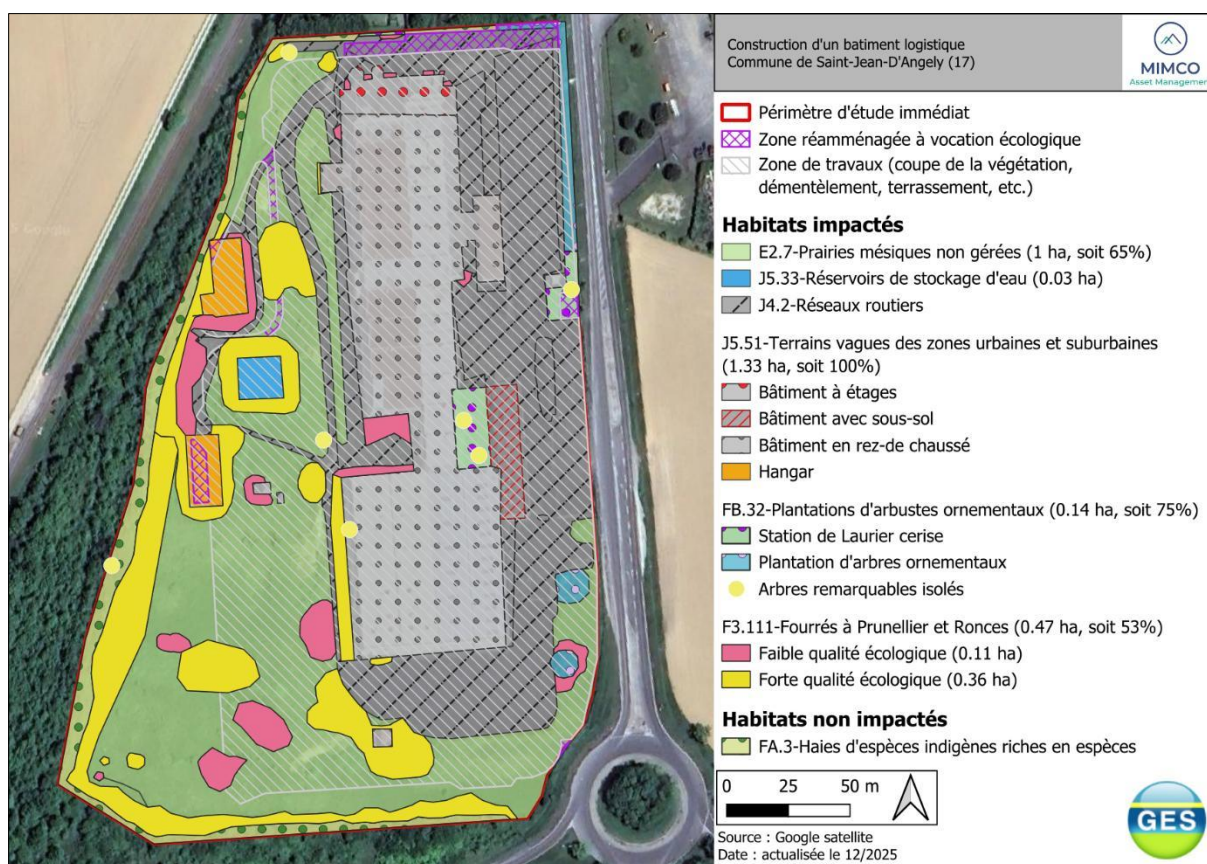 Construction d'un batiment logistique
Commune de Saint-Jean-D'Angely (17)
MIMCO
Asset Management
Périmètre d'étude immédiat
Zone réaménagée à vocation écologique
Zone de travaux (coupe de la végétation,
démentèlement, terrassement, etc.)
Habitats impactés
E2.7-Prairies mésiques non gérées (1 ha, soit 65%)
J5.33-Réservoirs de stockage d'eau (0.03 ha)
J4.2-Réseaux routiers
J5.51-Terrains vagues des zones urbaines et suburbaines
(1.33 ha, soit 100%)
Bâtiment à étages
Bâtiment avec sous-sol
Bâtiment en rez-de chaussé
Hangar
FB.32-Plantations d'arbustes ornementaux (0.14 ha, soit 75%)
Station de Laurier cerise
Plantation d'arbres ornementaux
Arbres remarquables isolés
F3.111-Fourrés à Prunellier et Ronces (0.47 ha, soit 53%)
Faible qualité écologique (0.11 ha)
Forte qualité écologique (0.36 ha)
Habitats non impactés
FA.3-Haies d'espèces indigènes riches en espèces
0 25 50 m
Source : Google satellite
Date : actualisée le 12/2025
GES